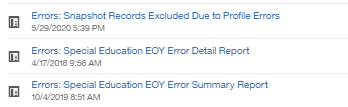 Errors: Snapshot Records Excluded Due to Profile Errors
5/29/2020 5:39 PM
Errors: Special Education EOY Error Detail Report
4/17/2018 9:56 AM
Errors: Special Education EOY Error Summary Report
10/4/2019 8:51 AM